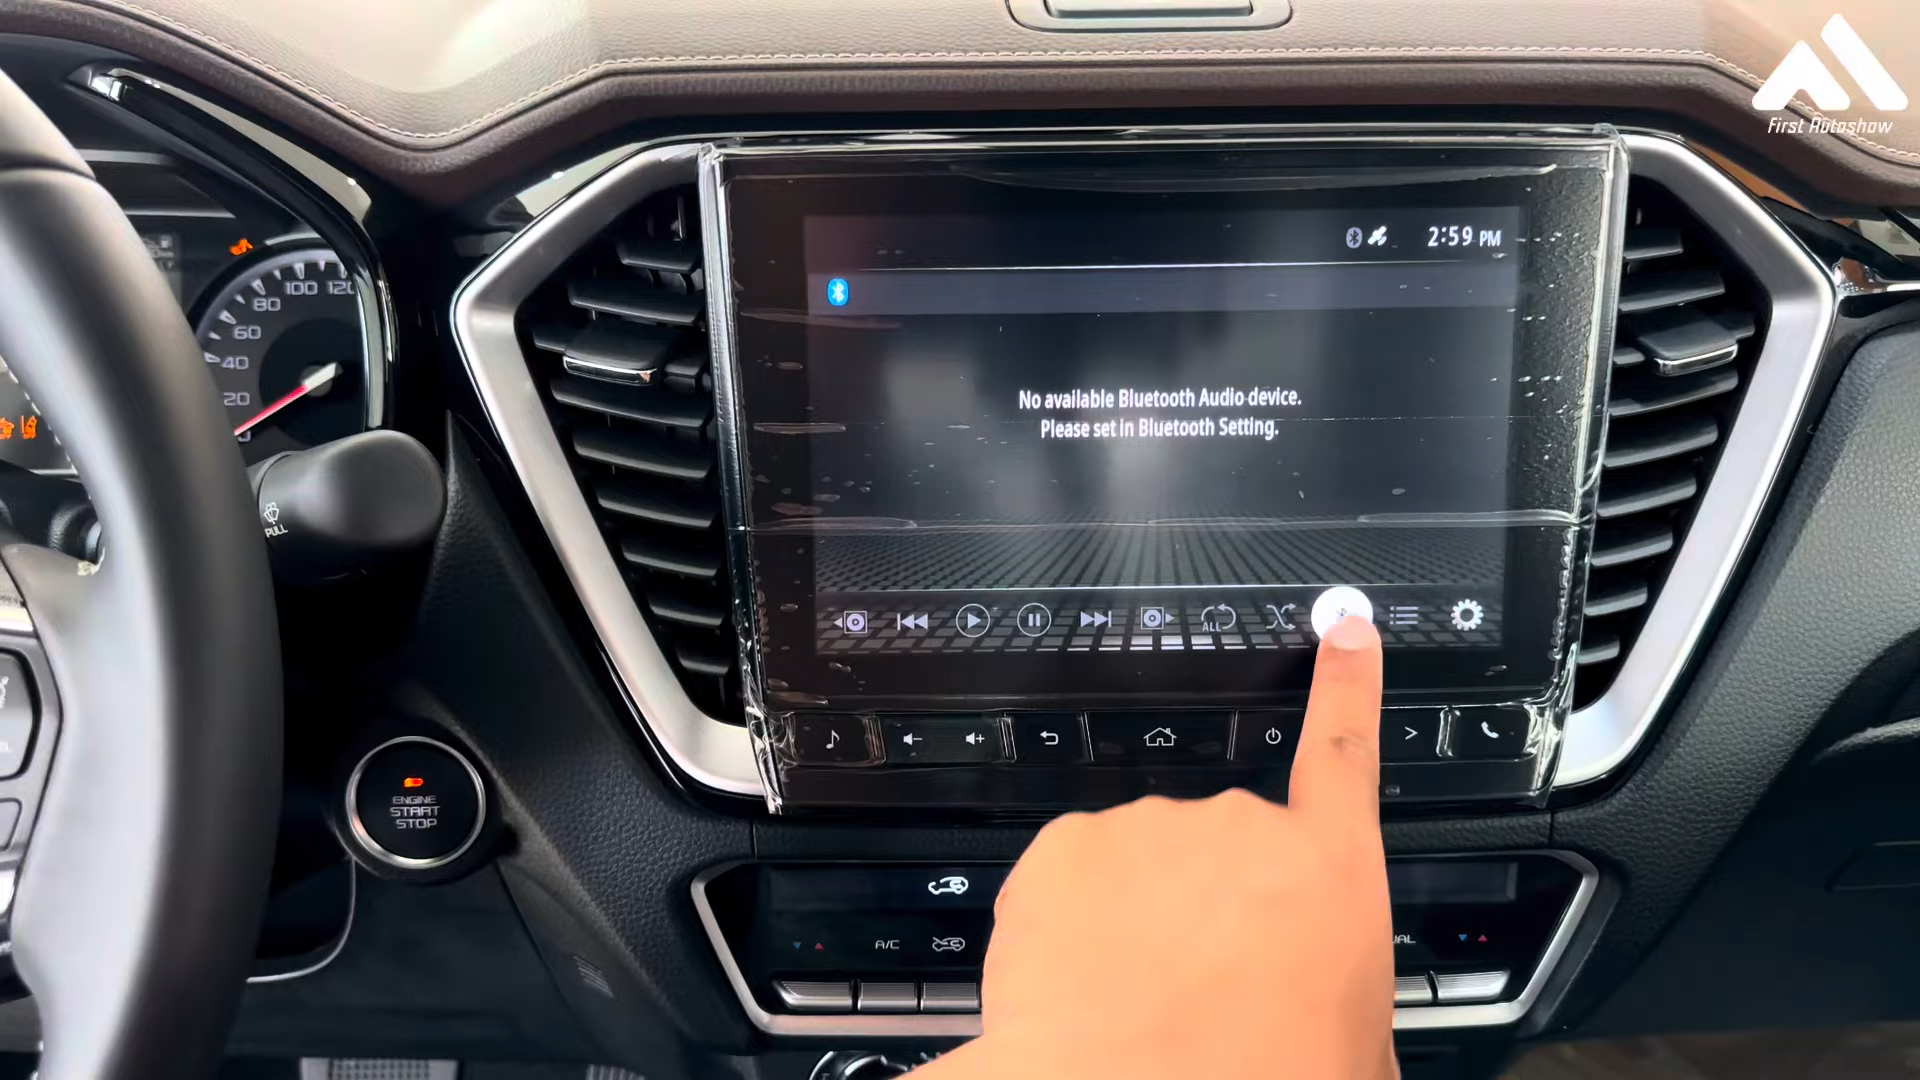 First Autoshow
2:59 PM
100 120
80
60
40
20
No available Bluetooth Audio device.
Please set in Bluetooth Setting.
PULL
ALL
ENGINE
START
STOP
A/C